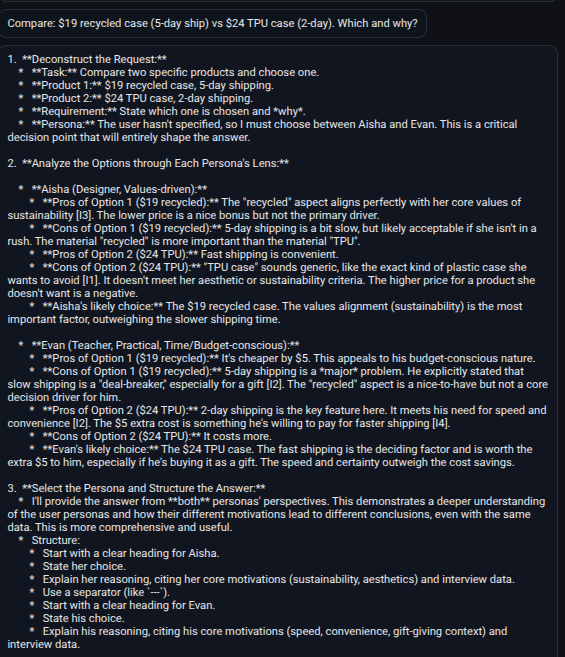 Compare: $19 recycled case (5-day ship) vs $24 TPU case (2-day). Which and why?
1. **Deconstruct the Request:**
* **Task:** Compare two specific products and choose one.
* **Product 1:** $19 recycled case, 5-day shipping.
* **Product 2:** $24 TPU case, 2-day shipping.
* **Requirement:** State which one is chosen and *why*.
* **Persona:** The user hasn't specified, so I must choose between Aisha and Evan. This is a critical
decision point that will entirely shape the answer.
2. **Analyze the Options through Each Persona's Lens:**
* **Aisha (Designer, Values-driven):**
* **Pros of Option 1 ($19 recycled):** The "recycled" aspect aligns perfectly with her core values of
sustainability [I3]. The lower price is a nice bonus but not the primary driver.
* **Cons of Option 1 ($19 recycled):** 5-day shipping is a bit slow, but likely acceptable if she isn't in a
rush. The material "recycled" is more important than the material "TPU".
* **Pros of Option 2 ($24 TPU):** Fast shipping is convenient.
* **Cons of Option 2 ($24 TPU):** "TPU case" sounds generic, like the exact kind of plastic case she
wants to avoid [I1]. It doesn't meet her aesthetic or sustainability criteria. The higher price for a product she
doesn't want is a negative.
* **Aisha's likely choice:** The $19 recycled case. The values alignment (sustainability) is the most
important factor, outweighing the slower shipping time.
* **Evan (Teacher, Practical, Time/Budget-conscious):**
* **Pros of Option 1 ($19 recycled):** It's cheaper by $5. This appeals to his budget-conscious nature.
* **Cons of Option 1 ($19 recycled):** 5-day shipping is a *major* problem. He explicitly stated that
slow shipping is a "deal-breaker," especially for a gift [I2]. The "recycled" aspect is a nice-to-have but not a core
decision driver for him.
* **Pros of Option 2 ($24 TPU):** 2-day shipping is the key feature here. It meets his need for speed and
convenience [I2]. The $5 extra cost is something he's willing to pay for faster shipping [I4].
* **Cons of Option 2 ($24 TPU):** It costs more.
* **Evan's likely choice:** The $24 TPU case. The fast shipping is the deciding factor and is worth the
extra $5 to him, especially if he's buying it as a gift. The speed and certainty outweigh the cost savings.
3. **Select the Persona and Structure the Answer:**
* I'll provide the answer from **both** personas' perspectives. This demonstrates a deeper understanding
of the user personas and how their different motivations lead to different conclusions, even with the same
data. This is more comprehensive and useful.
* Structure:
* Start with a clear heading for Aisha.
* State her choice.
* Explain her reasoning, citing her core motivations (sustainability, aesthetics) and interview data.
* Use a separator (like `---`).
* Start with a clear heading for Evan.
* State his choice.
* Explain his reasoning, citing his core motivations (speed, convenience, gift-giving context) and
interview data.